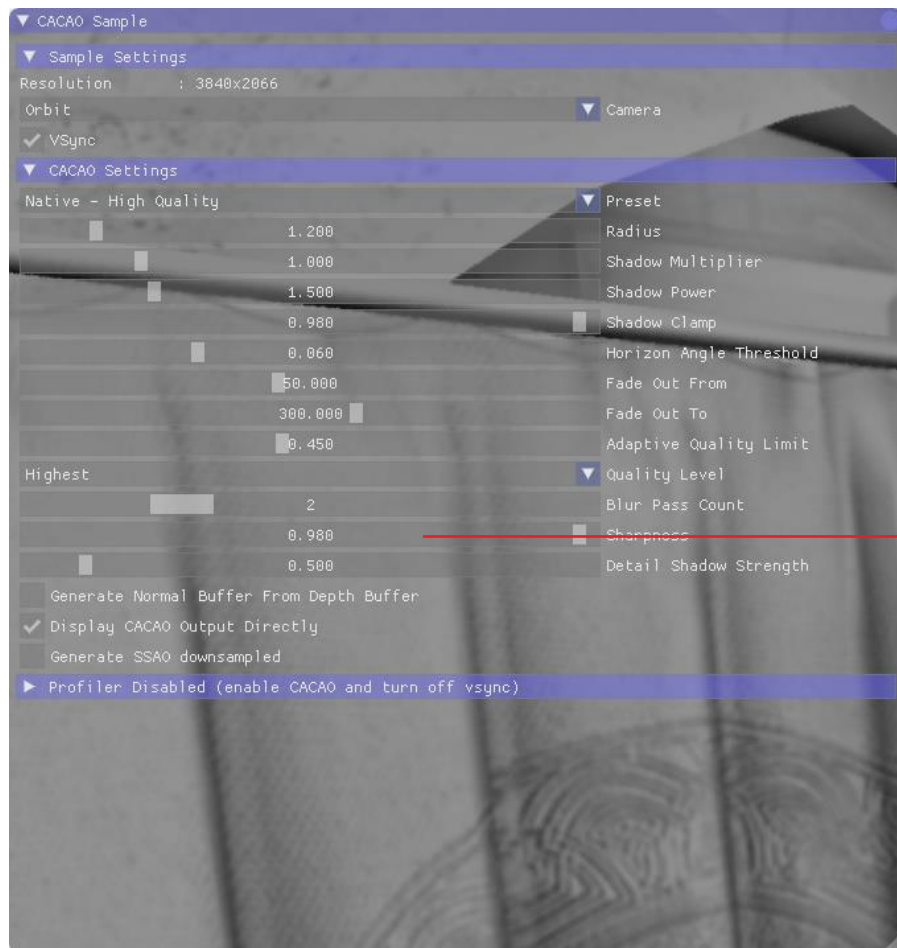 CACAO Sample
Sample Settings
Resolution : 3840x2066
Orbit Camera
VSync
CACAO Settings
Native - High Quality Preset
1.200 Radius
1.000 Shadow Multiplier
1.500 Shadow Power
0.980 Shadow Clamp
0.060 Horizon Angle Threshold
50.000 Fade Out From
300.000 Fade Out To
0.450 Adaptive Quality Limit
Highest Quality Level
2 Blur Pass Count
0.980 Sharpness
0.500 Detail Shadow Strength
Generate Normal Buffer From Depth Buffer
Display CACAO Output Directly
Generate SSAO downsampled
Profiler Disabled (enable CACAO and turn off vsync)